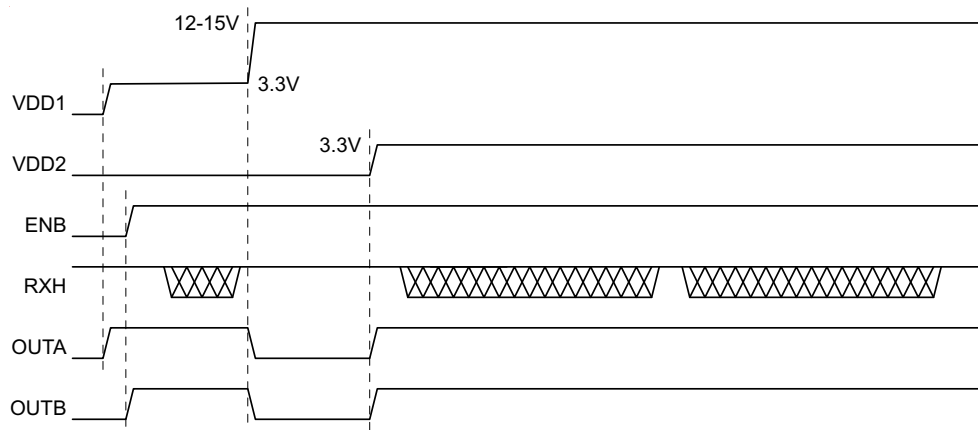 12-15V
3.3V
VDD1
3.3V
VDD2
ENB
RXH
OUTA
OUTB